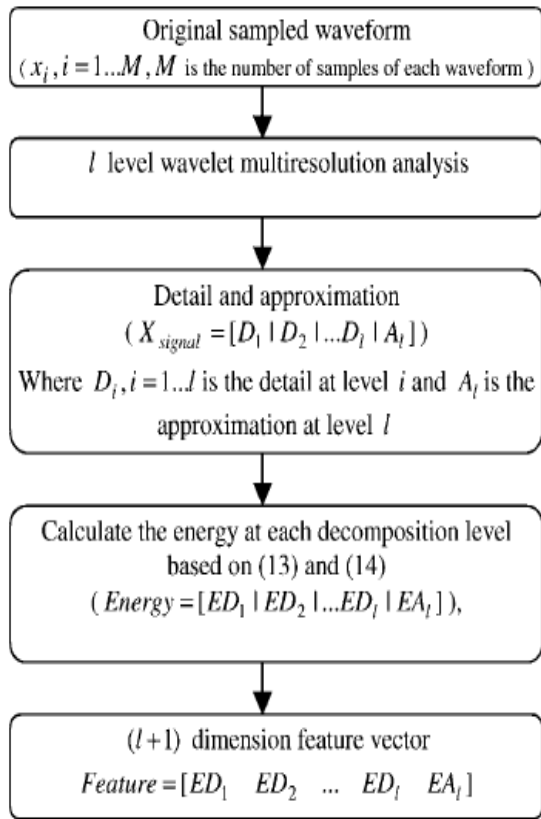 Original sampled waveform
( x_i , i = 1...M , M is the number of samples of each waveform )
l level wavelet multiresolution analysis
Detail and approximation
( X_signal = [D_1 | D_2 | ...D_l | A_l ] )
Where D_i , i = 1...l is the detail at level i and A_l is the
approximation at level l
Calculate the energy at each decomposition level
based on (13) and (14)
( Energy = [ED_1 | ED_2 | ...ED_l | EA_l ] ),
(l+1) dimension feature vector
Feature = [ED_1 ED_2 ... ED_l EA_l ]